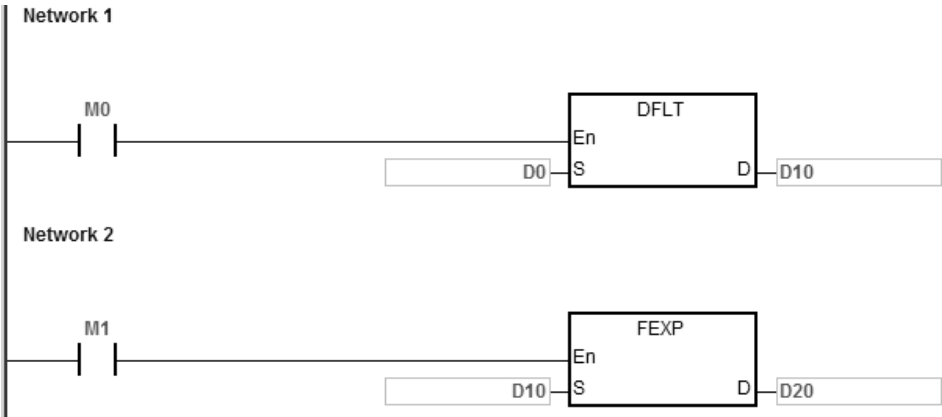 Network 1
M0
DFLT
En
D0 S D D10
Network 2
M1
FEXP
En
D10 S D D20